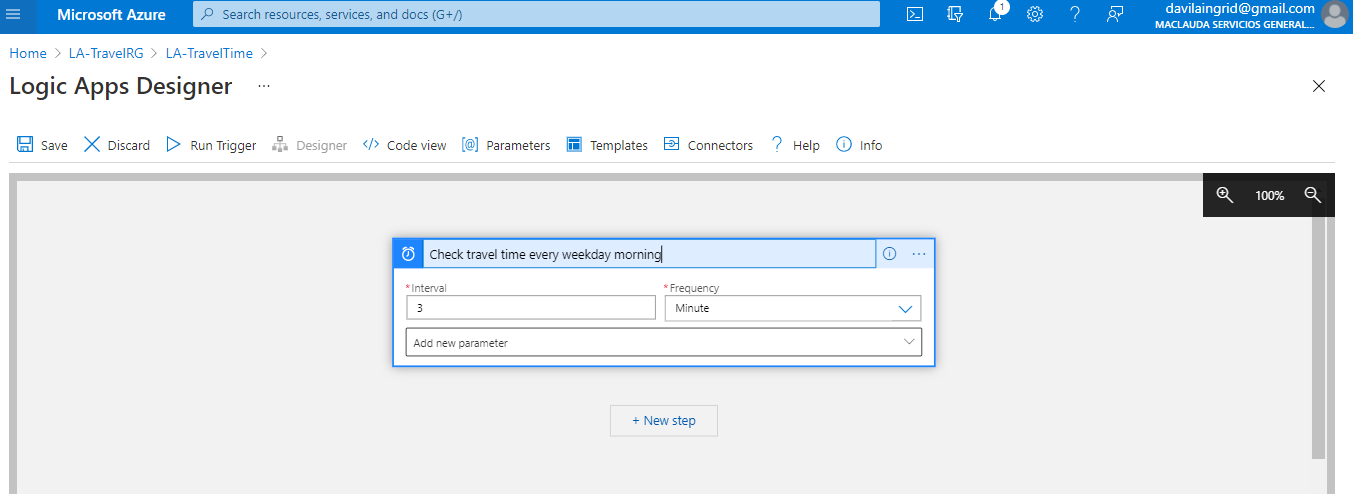 Microsoft Azure
Search resources, services, and docs (G+/)
1
davilaingrid@gmail.com
MACLAUDA SERVICIOS GENERAL...
Home > LA-TravelRG > LA-TravelTime >
Logic Apps Designer ...
Save Discard Run Trigger Designer </> Code view [@] Parameters Templates Connectors ? Help Info
100%
Check travel time every weekday morning
*Interval *Frequency
3 Minute
Add new parameter
+ New step